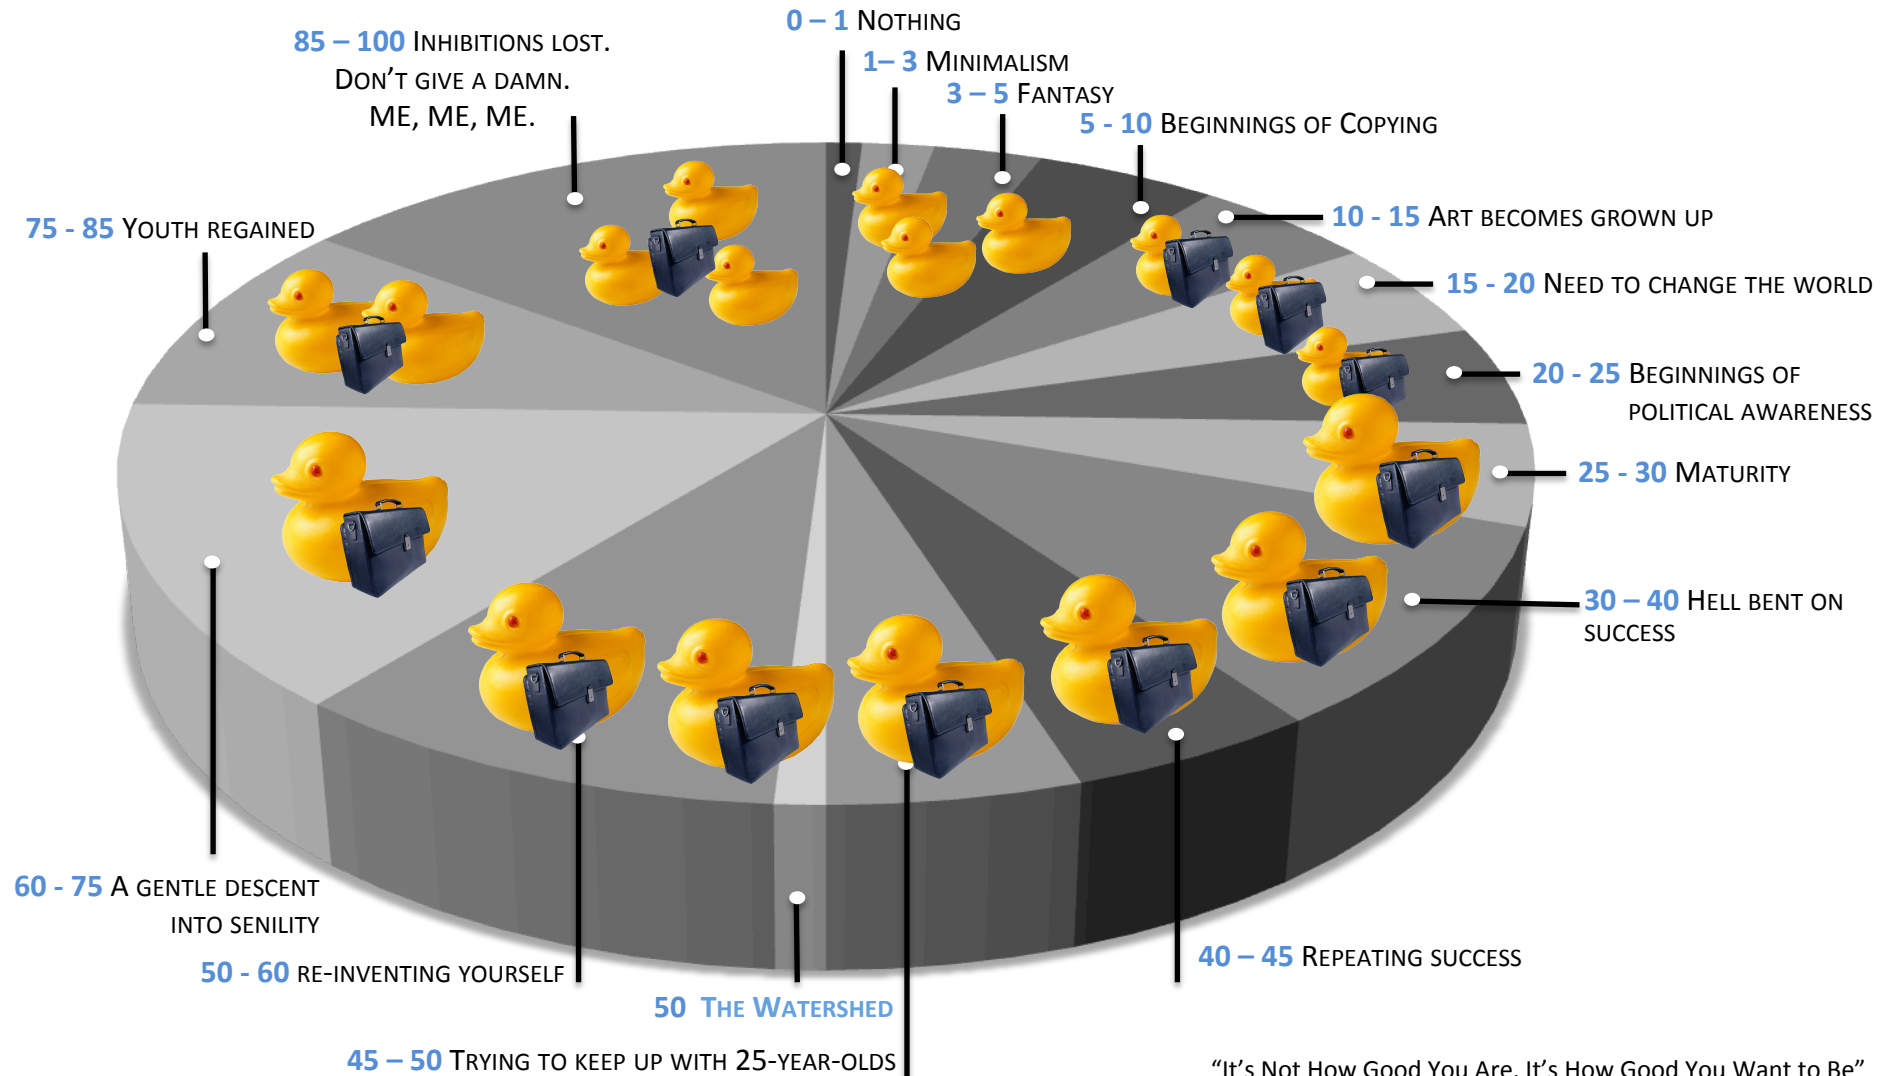 0 – 1 Nothing
1– 3 Minimalism
3 – 5 Fantasy
5 - 10 Beginnings of Copying
10 - 15 Art becomes grown up
15 - 20 Need to change the world
20 - 25 Beginnings of
political awareness
25 - 30 Maturity
30 – 40 Hell bent on
success
40 – 45 Repeating success
45 – 50 Trying to keep up with 25-year-olds
50 The Watershed
50 - 60 re-inventing yourself
60 - 75 A gentle descent
into senility
75 - 85 Youth regained
85 – 100 Inhibitions lost.
Don't give a damn.
ME, ME, ME.
“It's Not How Good You Are, It's How Good You Want to Be”